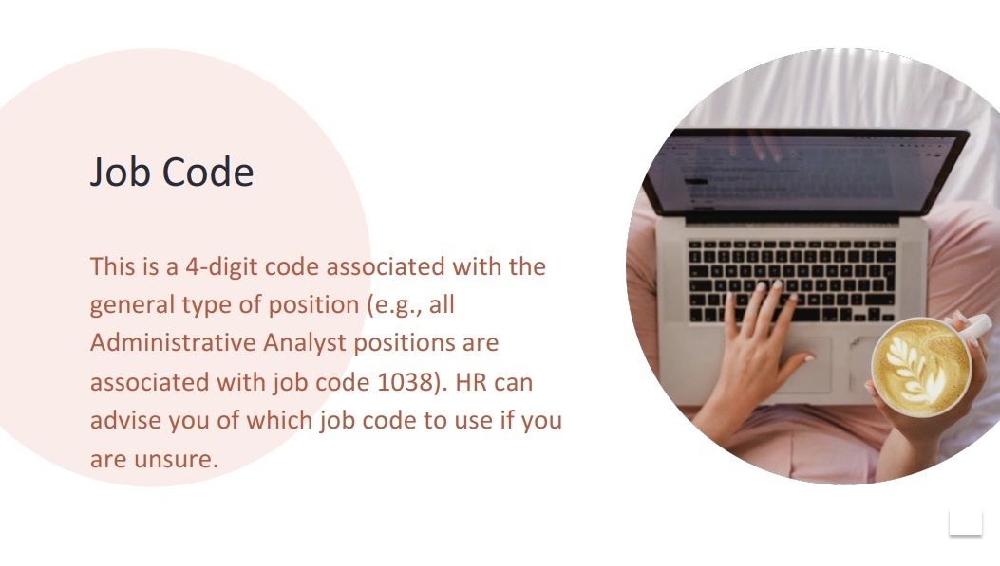 Job Code
This is a 4-digit code associated with the
general type of position (e.g., all
Administrative Analyst positions are
associated with job code 1038). HR can
advise you of which job code to use if you
are unsure.